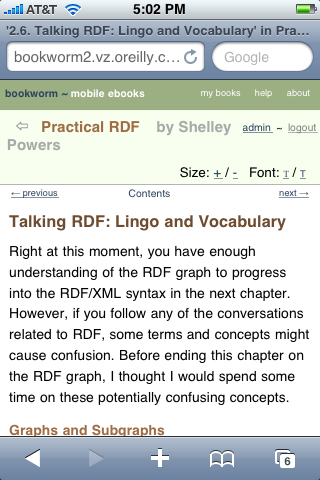 AT&T 5:02 PM
'2.6. Talking RDF: Lingo and Vocabulary' in Pra...
bookworm2.vz.oreilly.c... Google
bookworm ~ mobile ebooks my books help about
⇦ Practical RDF by Shelley Powers admin ~ logout
Size: + / - Font: T / T
← previous Contents next →
Talking RDF: Lingo and Vocabulary
Right at this moment, you have enough
understanding of the RDF graph to progress
into the RDF/XML syntax in the next chapter.
However, if you follow any of the conversations
related to RDF, some terms and concepts might
cause confusion. Before ending this chapter on
the RDF graph, I thought I would spend some
time on these potentially confusing concepts.
Graphs and Subgraphs
6